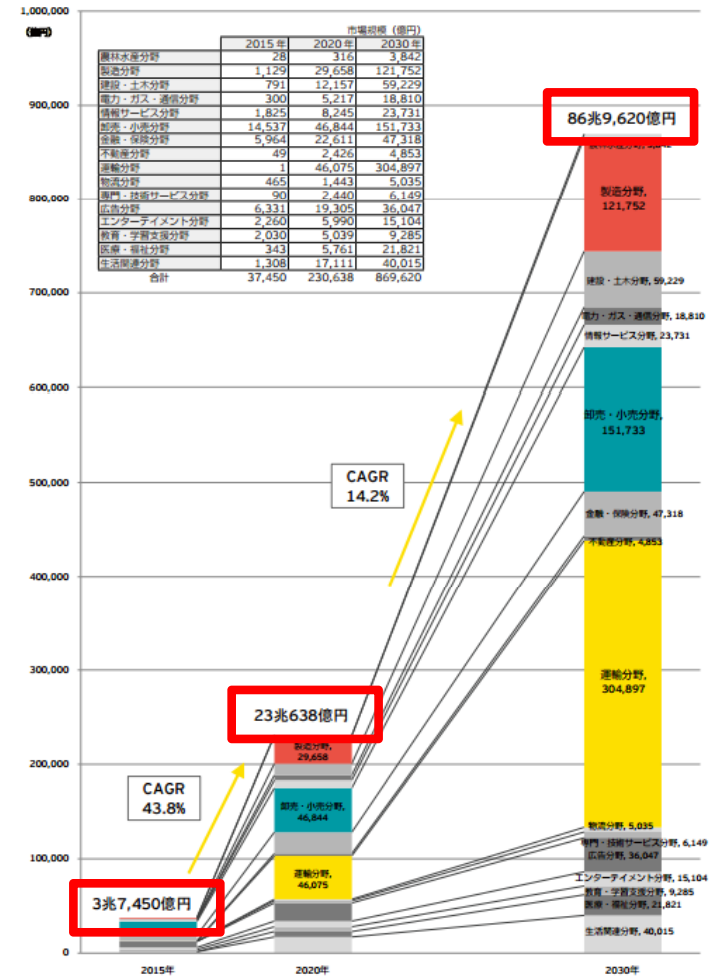 1,000,000
(億円)
市場規模（億円）
2015年 2020年 2030年
農林水産分野 28 316 3,842
製造分野 1,129 29,658 121,752
建設・土木分野 791 12,157 59,229
電力・ガス・通信分野 300 5,217 18,810
情報サービス分野 1,825 8,245 23,731
卸売・小売分野 14,537 46,844 151,733
金融・保険分野 5,964 22,611 47,318
不動産分野 49 2,426 4,853
運輸分野 1 46,075 304,897
物流分野 465 1,443 5,035
専門・技術サービス分野 90 2,440 6,149
広告分野 6,331 19,305 36,047
エンターテイメント分野 2,260 5,990 15,104
教育・学習支援分野 2,030 5,039 9,285
医療・福祉分野 343 5,761 21,821
生活関連分野 1,308 17,111 40,015
合計 37,450 230,638 869,620
900,000
86兆9,620億円
農林水産分野, 3,842
800,000
製造分野,
121,752
700,000
建設・土木分野, 59,229
電力・ガス・通信分野, 18,810
情報サービス分野, 23,731
600,000
卸売・小売分野,
151,733
500,000
CAGR
14.2%
金融・保険分野, 47,318
不動産分野, 4,853
400,000
300,000
運輸分野,
304,897
23兆638億円
製造分野,
29,658
200,000
CAGR
43.8%
卸売・小売分野,
46,844
運輸分野,
46,075
物流分野, 5,035
専門・技術サービス分野, 6,149
広告分野, 36,047
100,000
3兆7,450億円
エンターテイメント分野, 15,104
教育・学習支援分野, 9,285
医療・福祉分野, 21,821
生活関連分野, 40,015
0
2015年 2020年 2030年